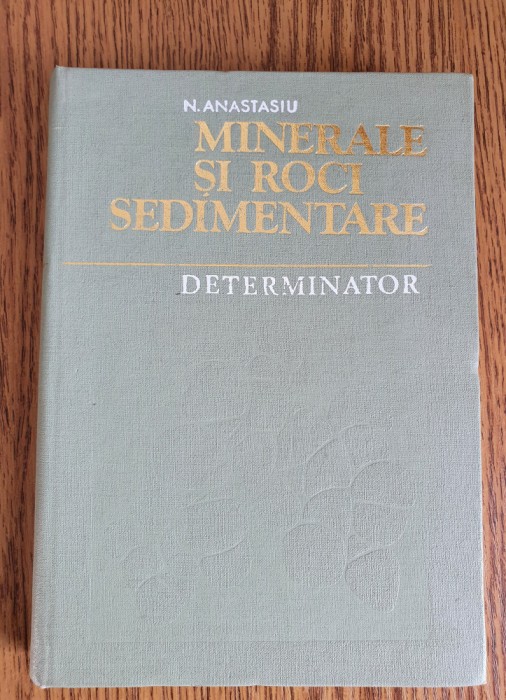 N. ANASTASIU
MINERALE
ȘI ROCI
SEDIMENTARE
DETERMINATOR